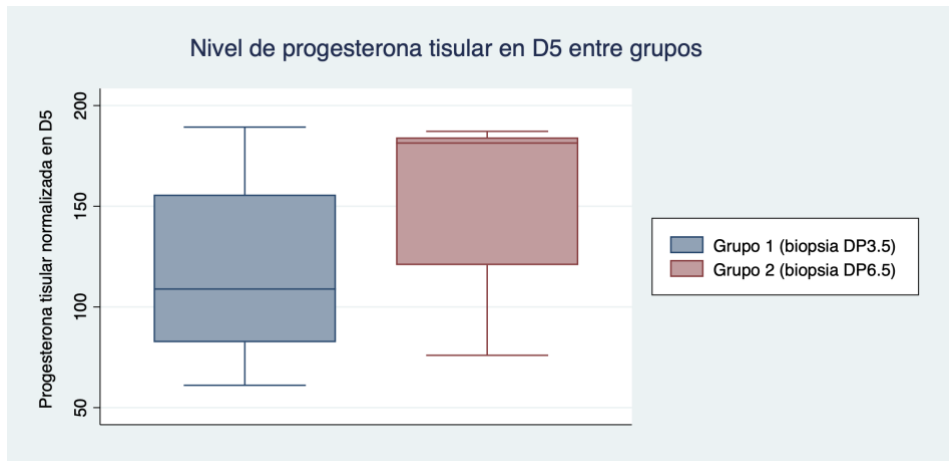 Nivel de progesterona tisular en D5 entre grupos
Progesterona tisular normalizada en D5
200
150
100
50
Grupo 1 (biopsia DP3.5)
Grupo 2 (biopsia DP6.5)